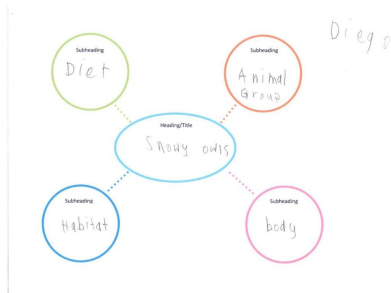 Diego
Subheading
Diet
Subheading
Animal
Group
Heading/Title
Snowy owls
Subheading
Habitat
Subheading
body